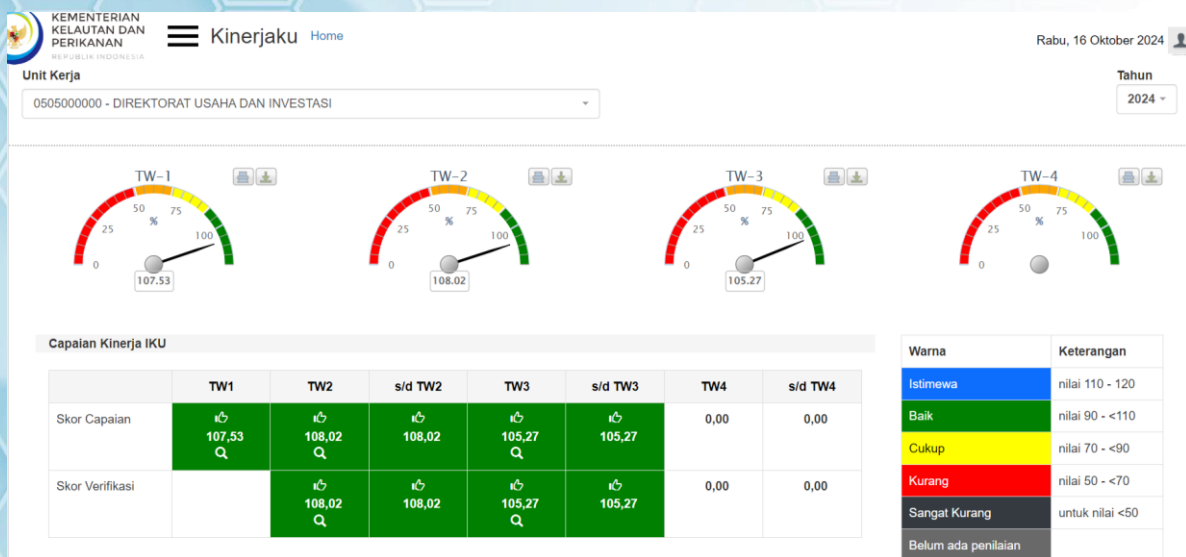 KEMENTERIAN
KELAUTAN DAN
PERIKANAN
REPUBLIK INDONESIA
Kinerjaku Home
Rabu, 16 Oktober 2024
Unit Kerja
Tahun
0505000000 - DIREKTORAT USAHA DAN INVESTASI
2024
TW-1
0 25 50 75 100
%
107.53
TW-2
0 25 50 75 100
%
108.02
TW-3
0 25 50 75 100
%
105.27
TW-4
0 25 50 75 100
%
Capaian Kinerja IKU
TW1 TW2 s/d TW2 TW3 s/d TW3 TW4 s/d TW4
Skor Capaian 107,53 108,02 108,02 105,27 105,27 0,00 0,00
Skor Verifikasi 108,02 108,02 105,27 105,27 0,00 0,00
Warna Keterangan
Istimewa nilai 110 - 120
Baik nilai 90 - <110
Cukup nilai 70 - <90
Kurang nilai 50 - <70
Sangat Kurang untuk nilai <50
Belum ada penilaian